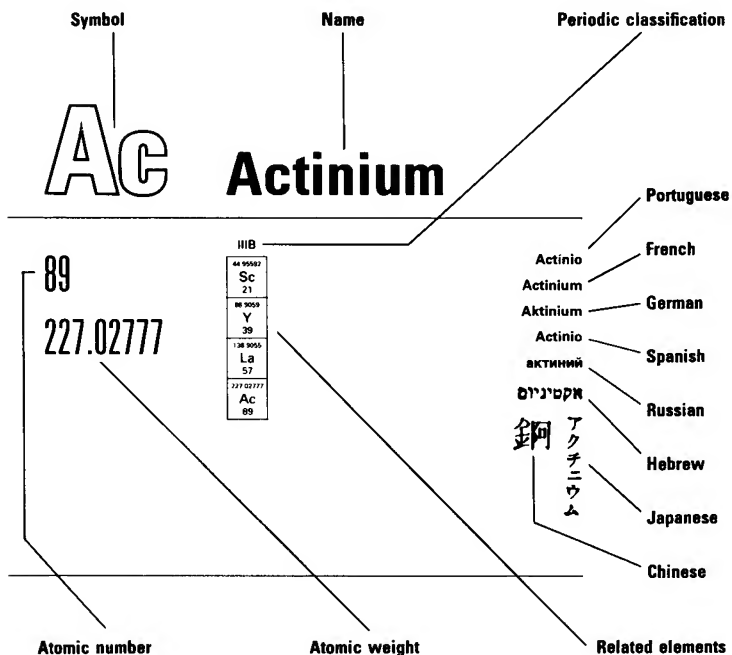 Symbol
Name
Periodic classification
Ac
Actinium
Portuguese
French
German
Spanish
Russian
Hebrew
Japanese
Chinese
89
227.02777
IIIB
44 95592
Sc
21
88 9059
Y
39
138 9055
La
57
227 02777
Ac
89
Actínio
Actinium
Aktinium
Actinio
актиний
אקטיניום
錒
アクチニウム
Atomic number
Atomic weight
Related elements